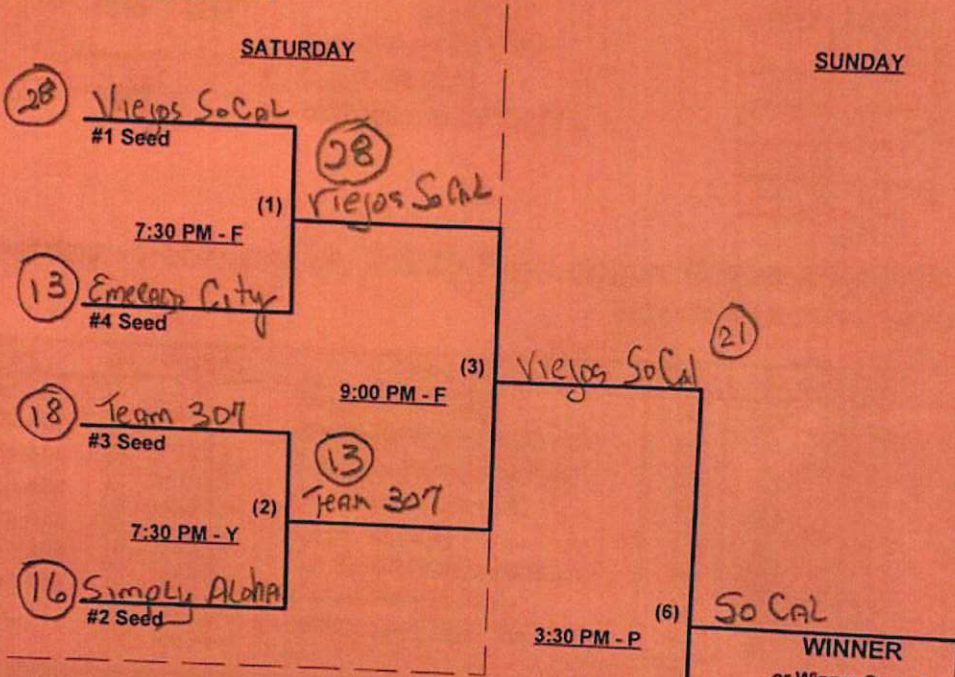 SATURDAY
SUNDAY
28 Viejos SoCAL
#1 Seed
28
(1) Viejos SoCAL
7:30 PM - F
13 Emerald City
#4 Seed
21
(3) Viejos SoCal
9:00 PM - F
18 Team 307
#3 Seed
13
(2) TEAM 307
7:30 PM - Y
16 Simply Aloha
#2 Seed
(6) So CAL
3:30 PM - P
WINNER